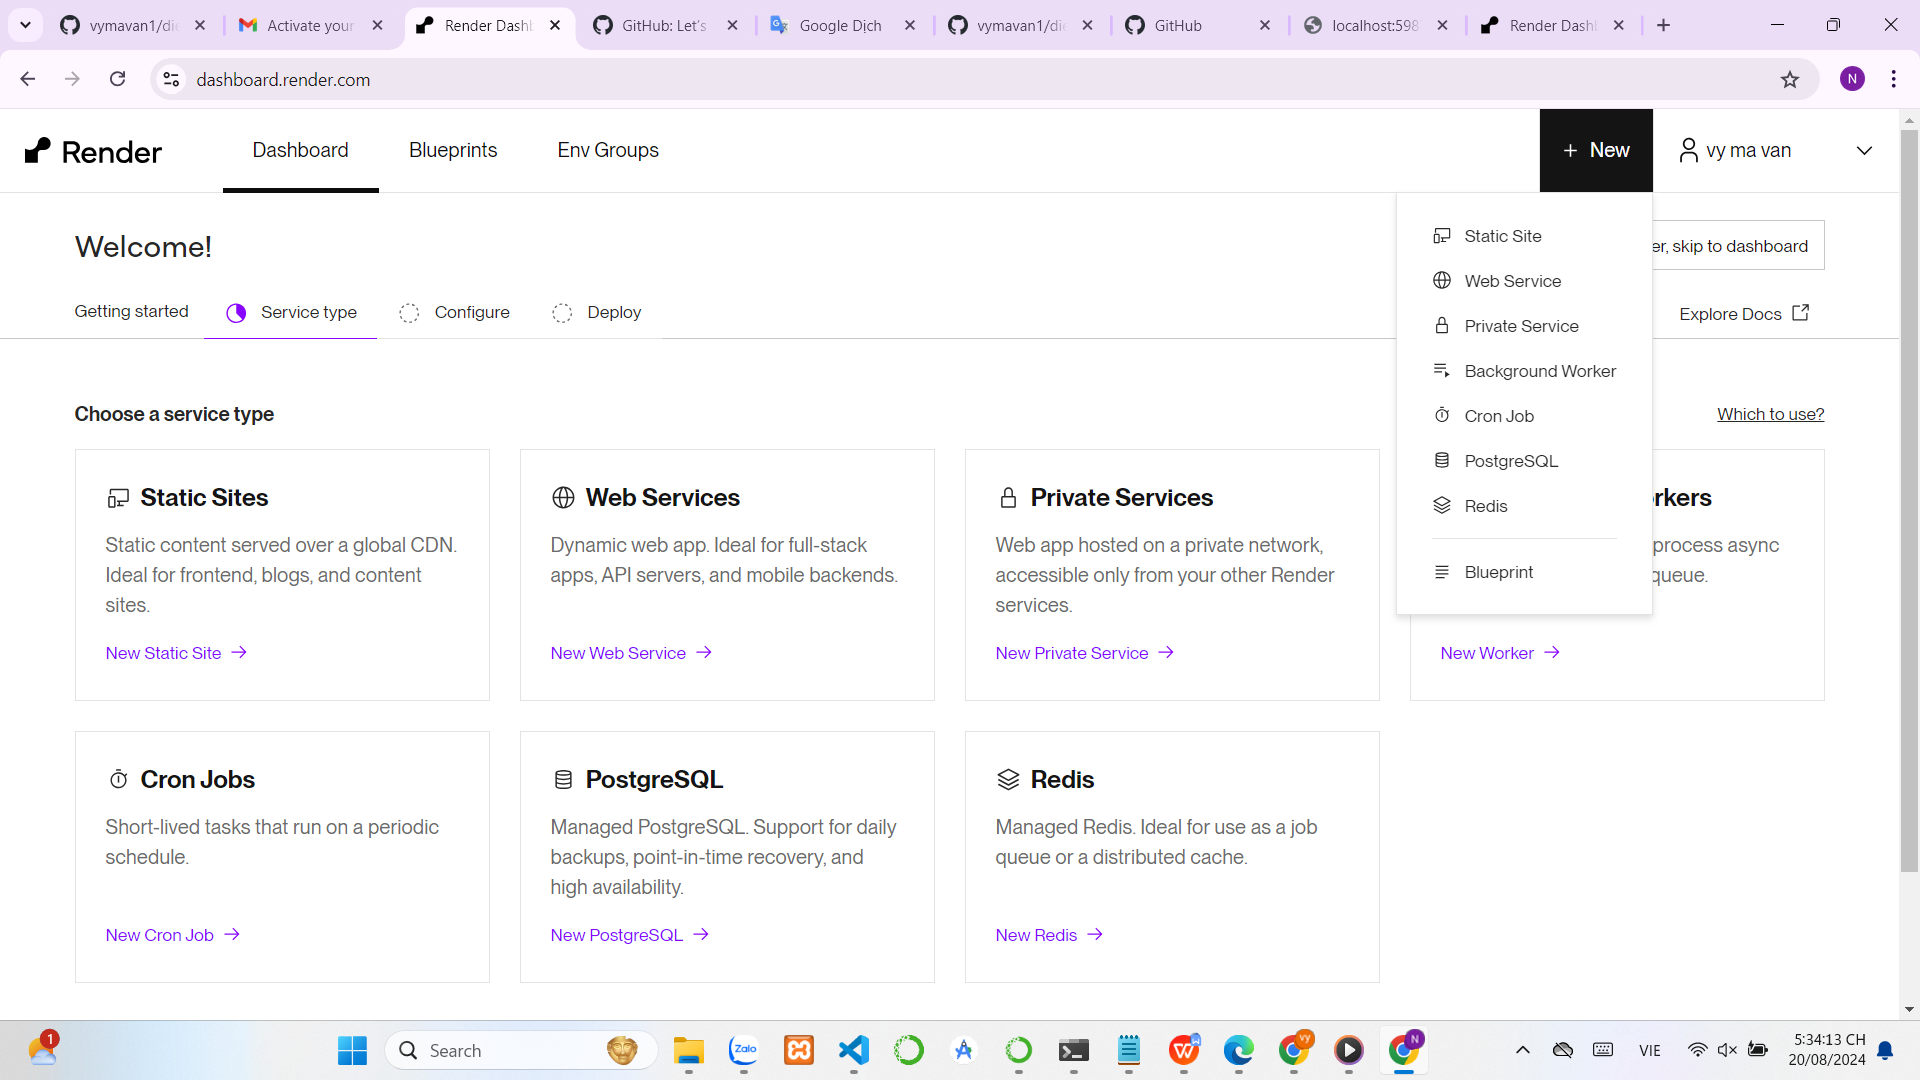 vymavan1/die
Activate your
Render Dashb
GitHub: Let's
Google Dịch
vymavan1/die
GitHub
localhost:598
Render Dashb
N
dashboard.render.com
Render
Dashboard
Blueprints
Env Groups
+ New
vy ma van
Welcome!
er, skip to dashboard
Getting started
Service type
Configure
Deploy
Explore Docs
Static Site
Web Service
Private Service
Background Worker
Cron Job
PostgreSQL
Redis
Blueprint
Choose a service type
Which to use?
Static Sites
Static content served over a global CDN.
Ideal for frontend, blogs, and content
sites.
New Static Site
Web Services
Dynamic web app. Ideal for full-stack
apps, API servers, and mobile backends.
New Web Service
Private Services
Web app hosted on a private network,
accessible only from your other Render
services.
New Private Service
rkers
process async
queue.
New Worker
Cron Jobs
Short-lived tasks that run on a periodic
schedule.
New Cron Job
PostgreSQL
Managed PostgreSQL. Support for daily
backups, point-in-time recovery, and
high availability.
New PostgreSQL
Redis
Managed Redis. Ideal for use as a job
queue or a distributed cache.
New Redis
1
Search
Zalo
W
vy
N
VIE
5:34:13 CH
20/08/2024